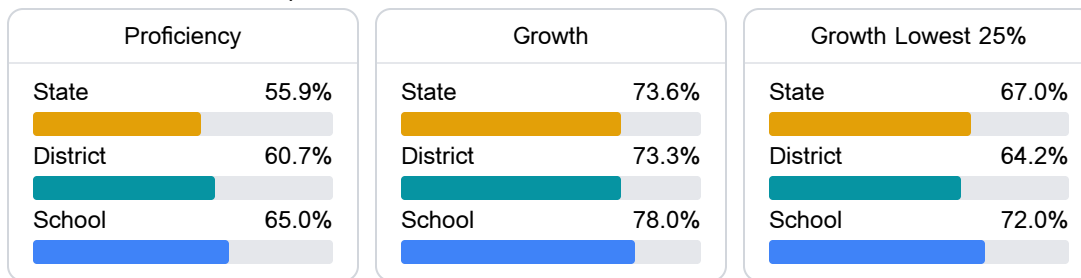 Proficiency
State 55.9%
District 60.7%
School 65.0%
Growth
State 73.6%
District 73.3%
School 78.0%
Growth Lowest 25%
State 67.0%
District 64.2%
School 72.0%